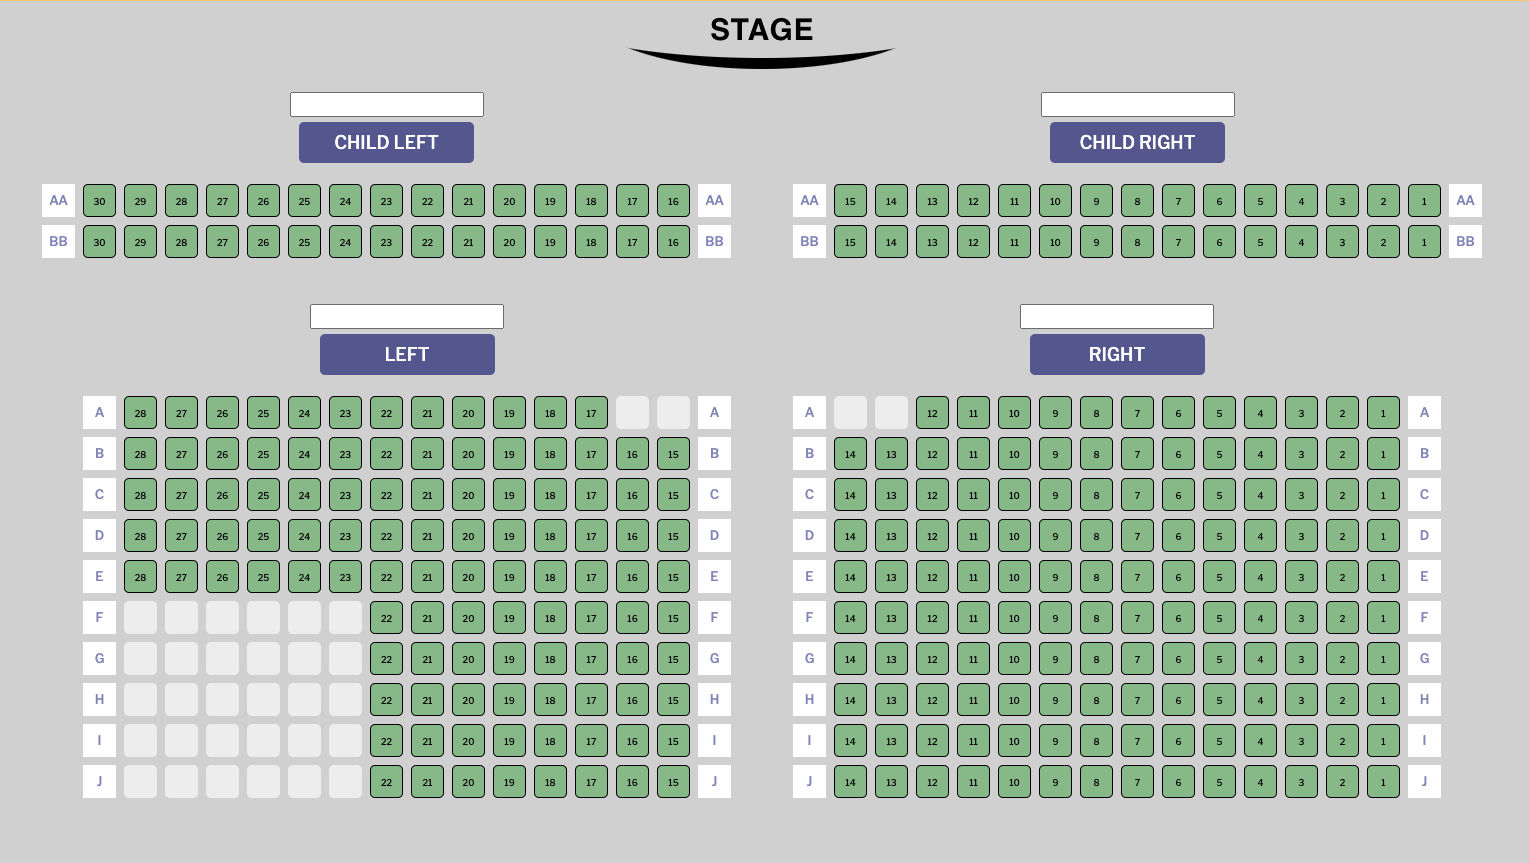 STAGE
CHILD LEFT
CHILD RIGHT
AA 30 29 28 27 26 25 24 23 22 21 20 19 18 17 16 AA AA 15 14 13 12 11 10 9 8 7 6 5 4 3 2 1 AA
BB 30 29 28 27 26 25 24 23 22 21 20 19 18 17 16 BB BB 15 14 13 12 11 10 9 8 7 6 5 4 3 2 1 BB
LEFT
RIGHT
A 28 27 26 25 24 23 22 21 20 19 18 17 A A 12 11 10 9 8 7 6 5 4 3 2 1 A
B 28 27 26 25 24 23 22 21 20 19 18 17 16 15 B B 14 13 12 11 10 9 8 7 6 5 4 3 2 1 B
C 28 27 26 25 24 23 22 21 20 19 18 17 16 15 C C 14 13 12 11 10 9 8 7 6 5 4 3 2 1 C
D 28 27 26 25 24 23 22 21 20 19 18 17 16 15 D D 14 13 12 11 10 9 8 7 6 5 4 3 2 1 D
E 28 27 26 25 24 23 22 21 20 19 18 17 16 15 E E 14 13 12 11 10 9 8 7 6 5 4 3 2 1 E
F 22 21 20 19 18 17 16 15 F F 14 13 12 11 10 9 8 7 6 5 4 3 2 1 F
G 22 21 20 19 18 17 16 15 G G 14 13 12 11 10 9 8 7 6 5 4 3 2 1 G
H 22 21 20 19 18 17 16 15 H H 14 13 12 11 10 9 8 7 6 5 4 3 2 1 H
I 22 21 20 19 18 17 16 15 I I 14 13 12 11 10 9 8 7 6 5 4 3 2 1 I
J 22 21 20 19 18 17 16 15 J J 14 13 12 11 10 9 8 7 6 5 4 3 2 1 J